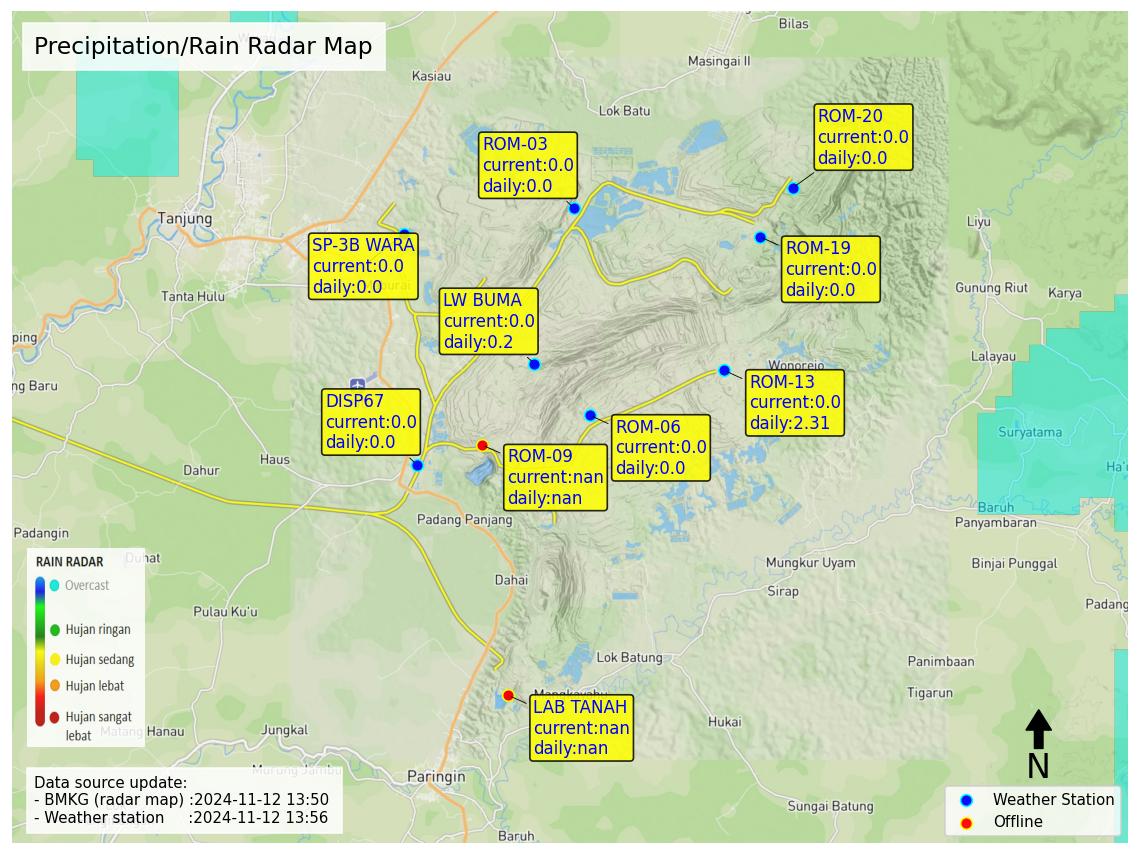 Precipitation/Rain Radar Map
Bilas
Masingai II
Kasiau
Lok Batu
ROM-20
current:0.0
daily:0.0
ROM-03
current:0.0
daily:0.0
Tanjung
Liyu
SP-3B WARA
current:0.0
daily:0.0
ROM-19
current:0.0
daily:0.0
Tanta Hulu
Gunung Riut
Karya
LW BUMA
current:0.0
daily:0.2
ping
Lalayau
Wonorejo
ng Baru
ROM-13
current:0.0
daily:2.31
DISP67
current:0.0
daily:0.0
ROM-06
current:0.0
daily:0.0
Suryatama
ROM-09
current:nan
daily:nan
Haus
Dahur
Ha'u
Baruh
Panyambaran
Padang Panjang
Padangin
Duhat
Mungkur Uyam
Binjai Punggal
Dahai
Sirap
Padang
Pulau Ku'u
RAIN RADAR
Overcast
Hujan ringan
Hujan sedang
Hujan lebat
Hujan sangat
lebat
Lok Batung
Panimbaan
Tigarun
LAB TANAH
current:nan
daily:nan
Hukai
Matang Hanau
Jungkal
Paringin
N
Data source update:
- BMKG (radar map) :2024-11-12 13:50
- Weather station :2024-11-12 13:56
Sungai Batung
Baruh
Weather Station
Offline